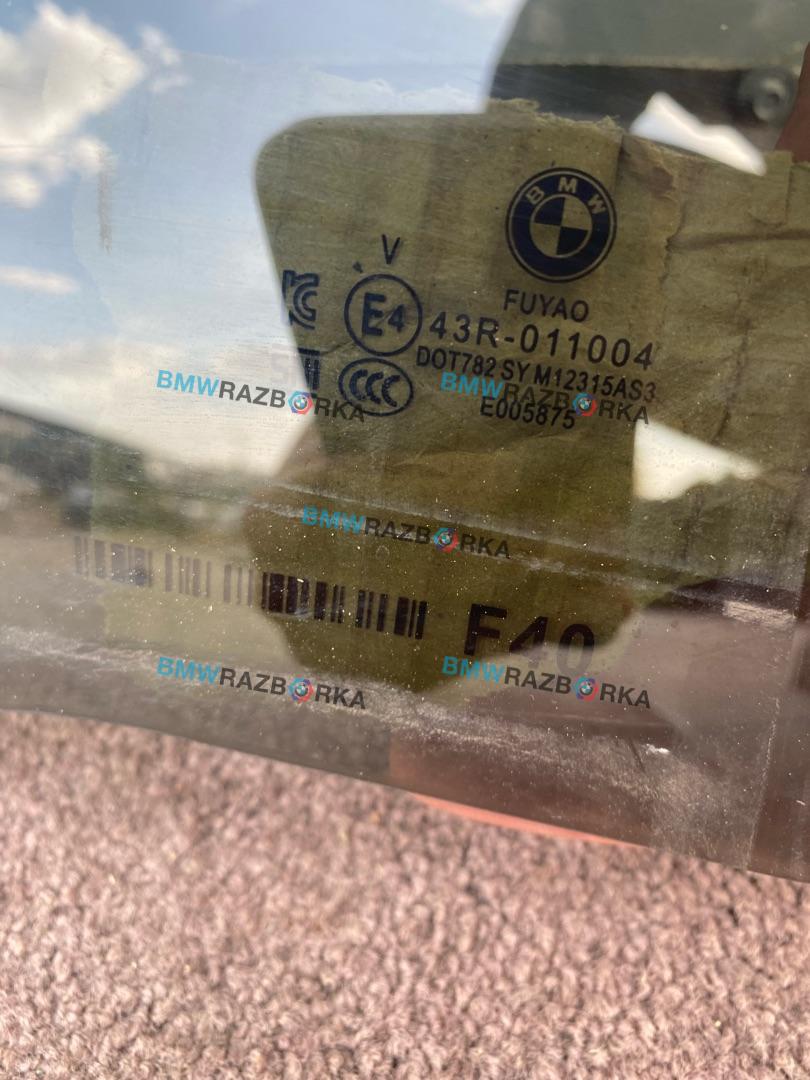 BMW
FUYAO
V
E4 43R-011004
DOT782 SY M12315AS3
CCC
E005875
BMWRAZBORKA
BMWRAZBORKA
BMWRAZBORKA
F40
BMWRAZBORKA
BMWRAZBORKA